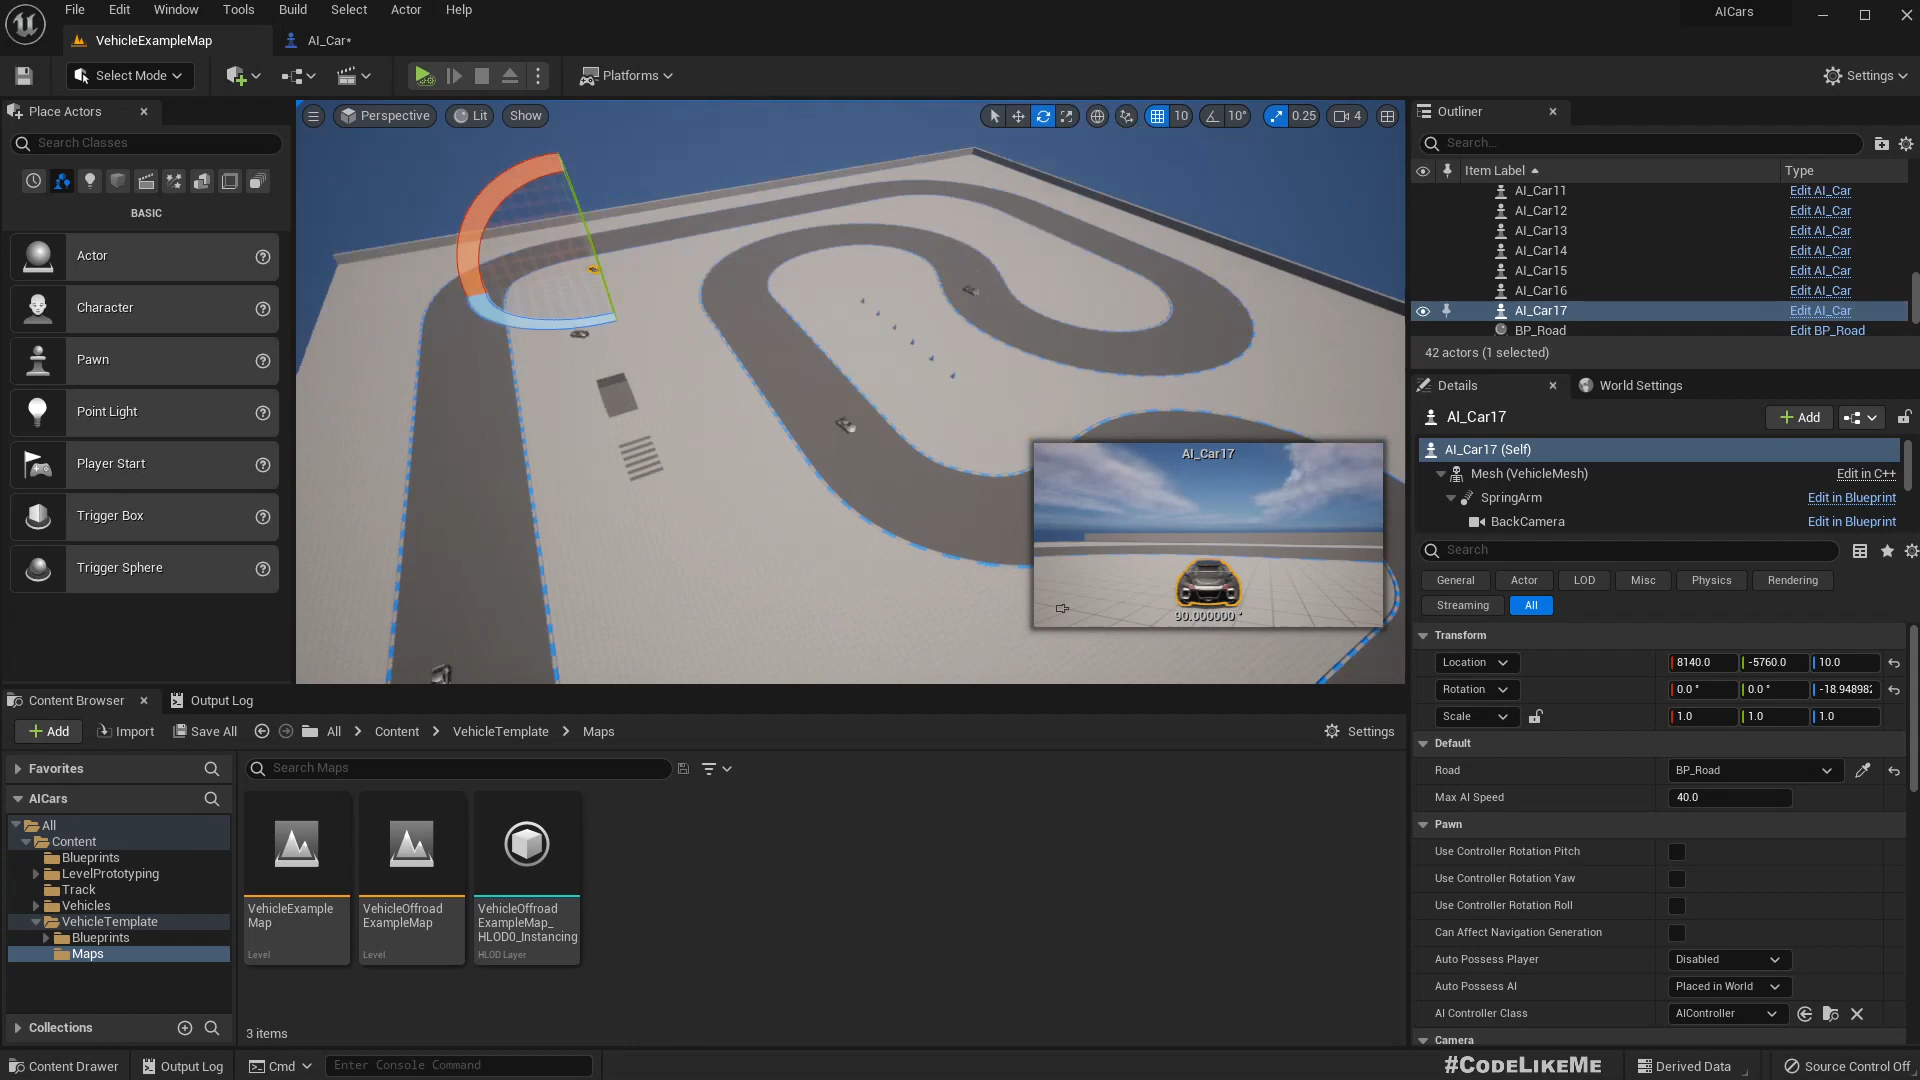 File Edit Window Tools Build Select Actor Help
AICars
VehicleExampleMap
AI_Car*
Select Mode
Platforms
Settings
Place Actors
Search Classes
BASIC
Actor
Character
Pawn
Point Light
Player Start
Trigger Box
Trigger Sphere
Perspective
Lit
Show
10
10°
0.25
4
AI_Car17
90.000000 °
Outliner
Search...
Item Label
Type
AI_Car11 Edit AI_Car
AI_Car12 Edit AI_Car
AI_Car13 Edit AI_Car
AI_Car14 Edit AI_Car
AI_Car15 Edit AI_Car
AI_Car16 Edit AI_Car
AI_Car17 Edit AI_Car
BP_Road Edit BP_Road
42 actors (1 selected)
Details
World Settings
AI_Car17
Add
AI_Car17 (Self)
Mesh (VehicleMesh) Edit in C++
SpringArm Edit in Blueprint
BackCamera Edit in Blueprint
Search
General Actor LOD Misc Physics Rendering
Streaming All
Transform
Location 8140.0 -5760.0 10.0
Rotation 0.0 ° 0.0 ° -18.948982
Scale 1.0 1.0 1.0
Default
Road BP_Road
Max AI Speed 40.0
Pawn
Use Controller Rotation Pitch
Use Controller Rotation Yaw
Use Controller Rotation Roll
Can Affect Navigation Generation
Auto Possess Player Disabled
Auto Possess AI Placed in World
AI Controller Class AIController
Camera
Content Browser
Output Log
Add Import Save All All Content VehicleTemplate Maps Settings
Favorites
AICars
All
Content
Blueprints
LevelPrototyping
Track
Vehicles
VehicleTemplate
Blueprints
Maps
Collections
Search Maps
VehicleExample
Map
Level
VehicleOffroad
ExampleMap
Level
VehicleOffroad
ExampleMap_
HLOD0_Instancing
HLOD Layer
3 items
Content Drawer Output Log Cmd Enter Console Command
#CODELIKEME
Derived Data Source Control Off